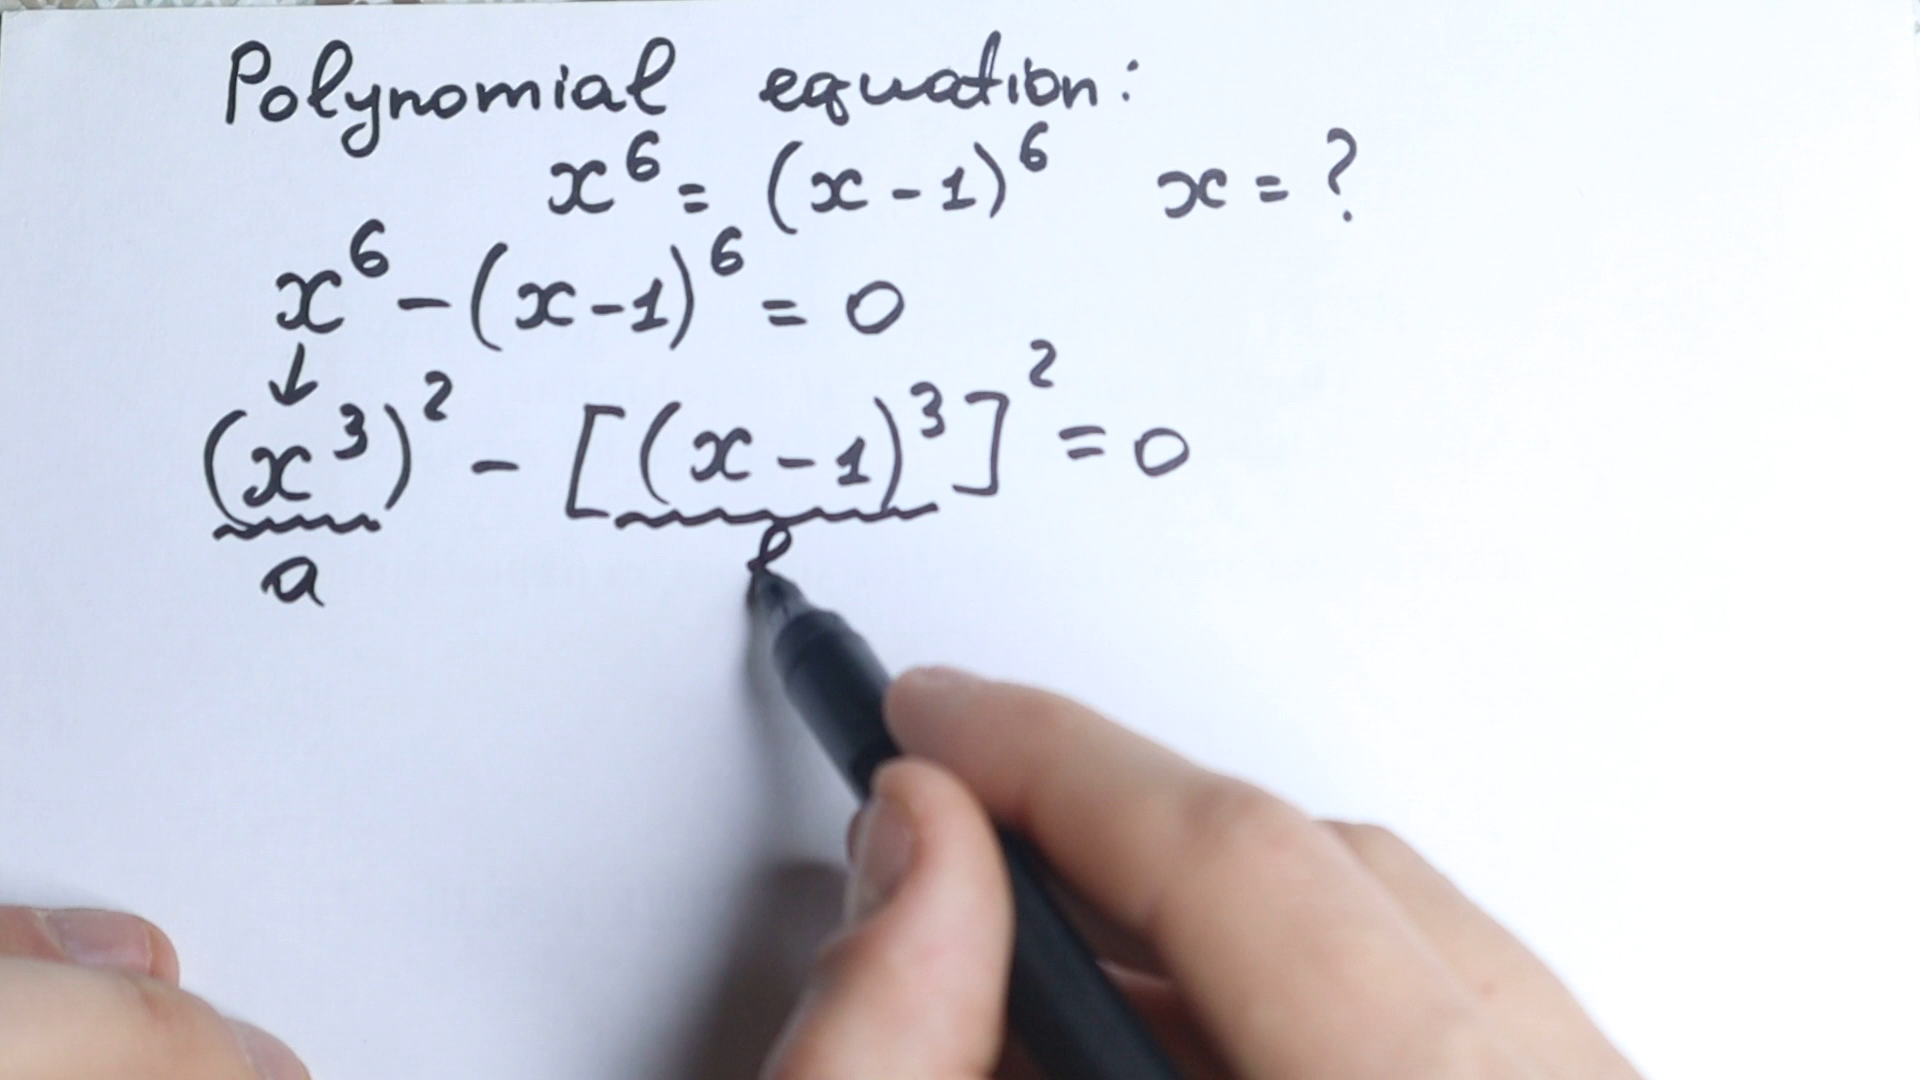 Polynomial equation:
x⁶ = (x - 1)⁶ x = ?
x⁶ - (x - 1)⁶ = 0
↓
(x³)² - [(x - 1)³]² = 0
a